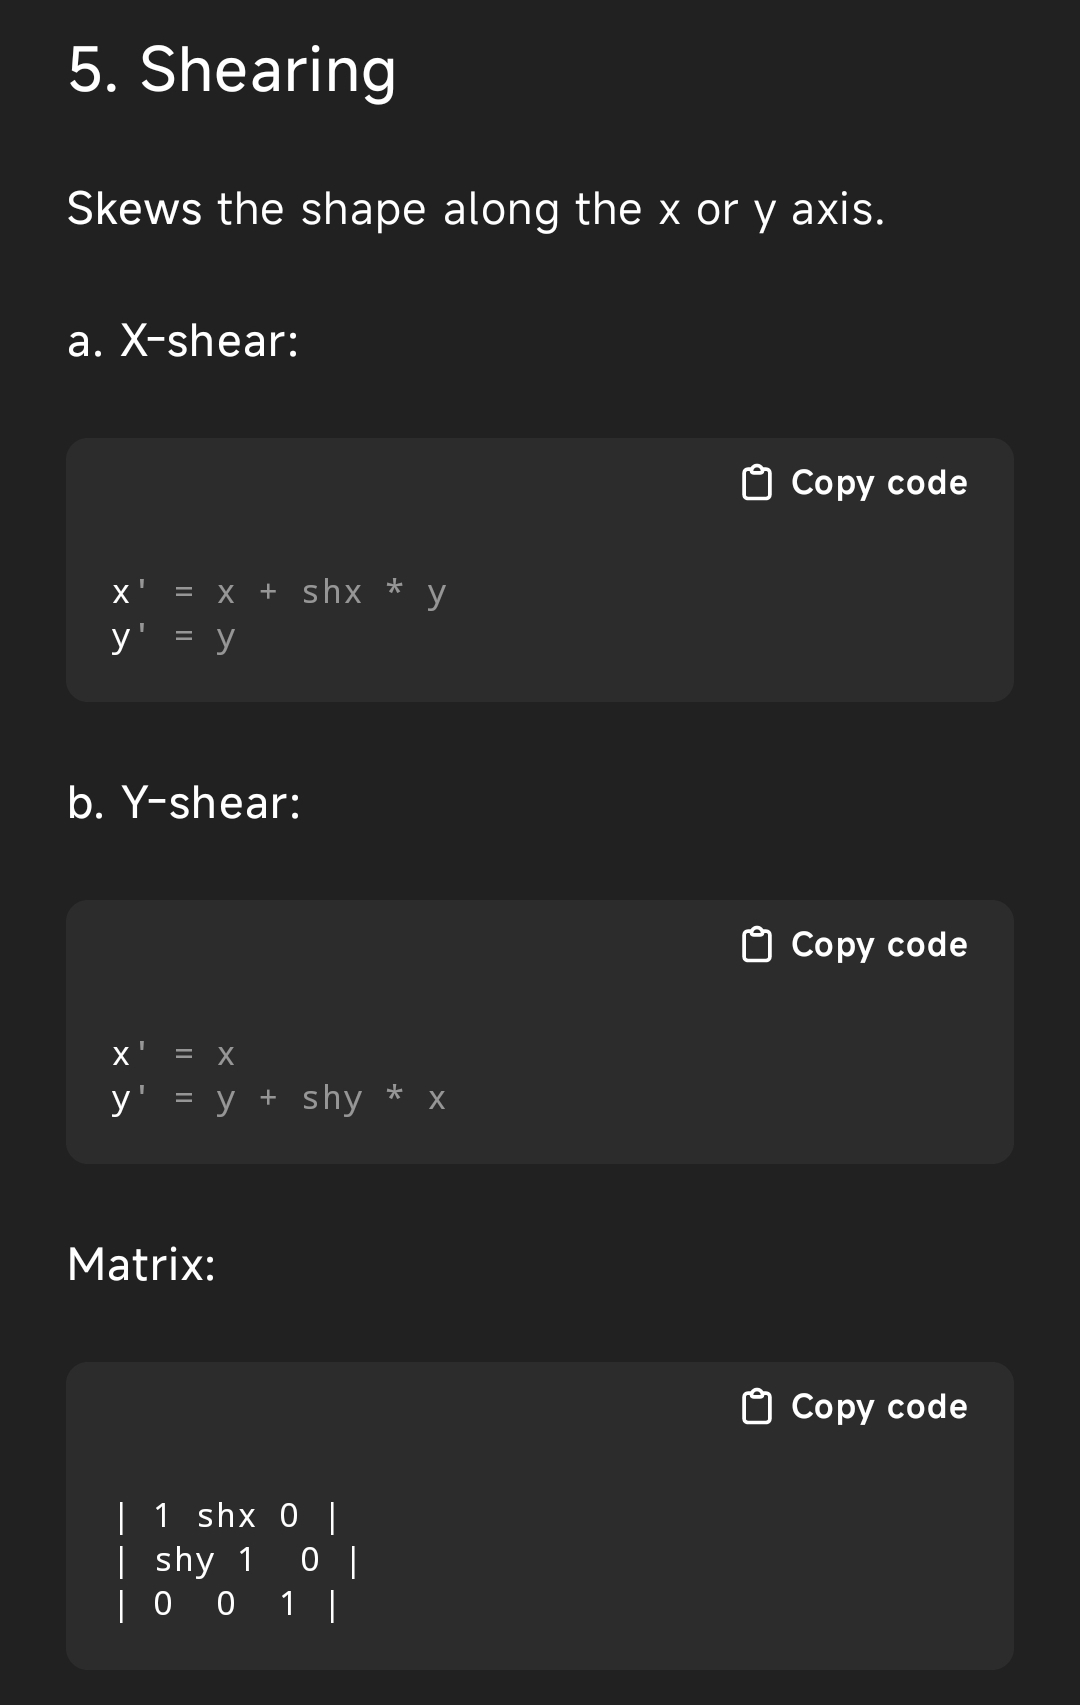 5. Shearing
Skews the shape along the x or y axis.
a. X-shear:
Copy code
x' = x + shx * y
y' = y
b. Y-shear:
Copy code
x' = x
y' = y + shy * x
Matrix:
Copy code
| 1 shx 0 |
| shy 1  0 |
| 0  0  1 |